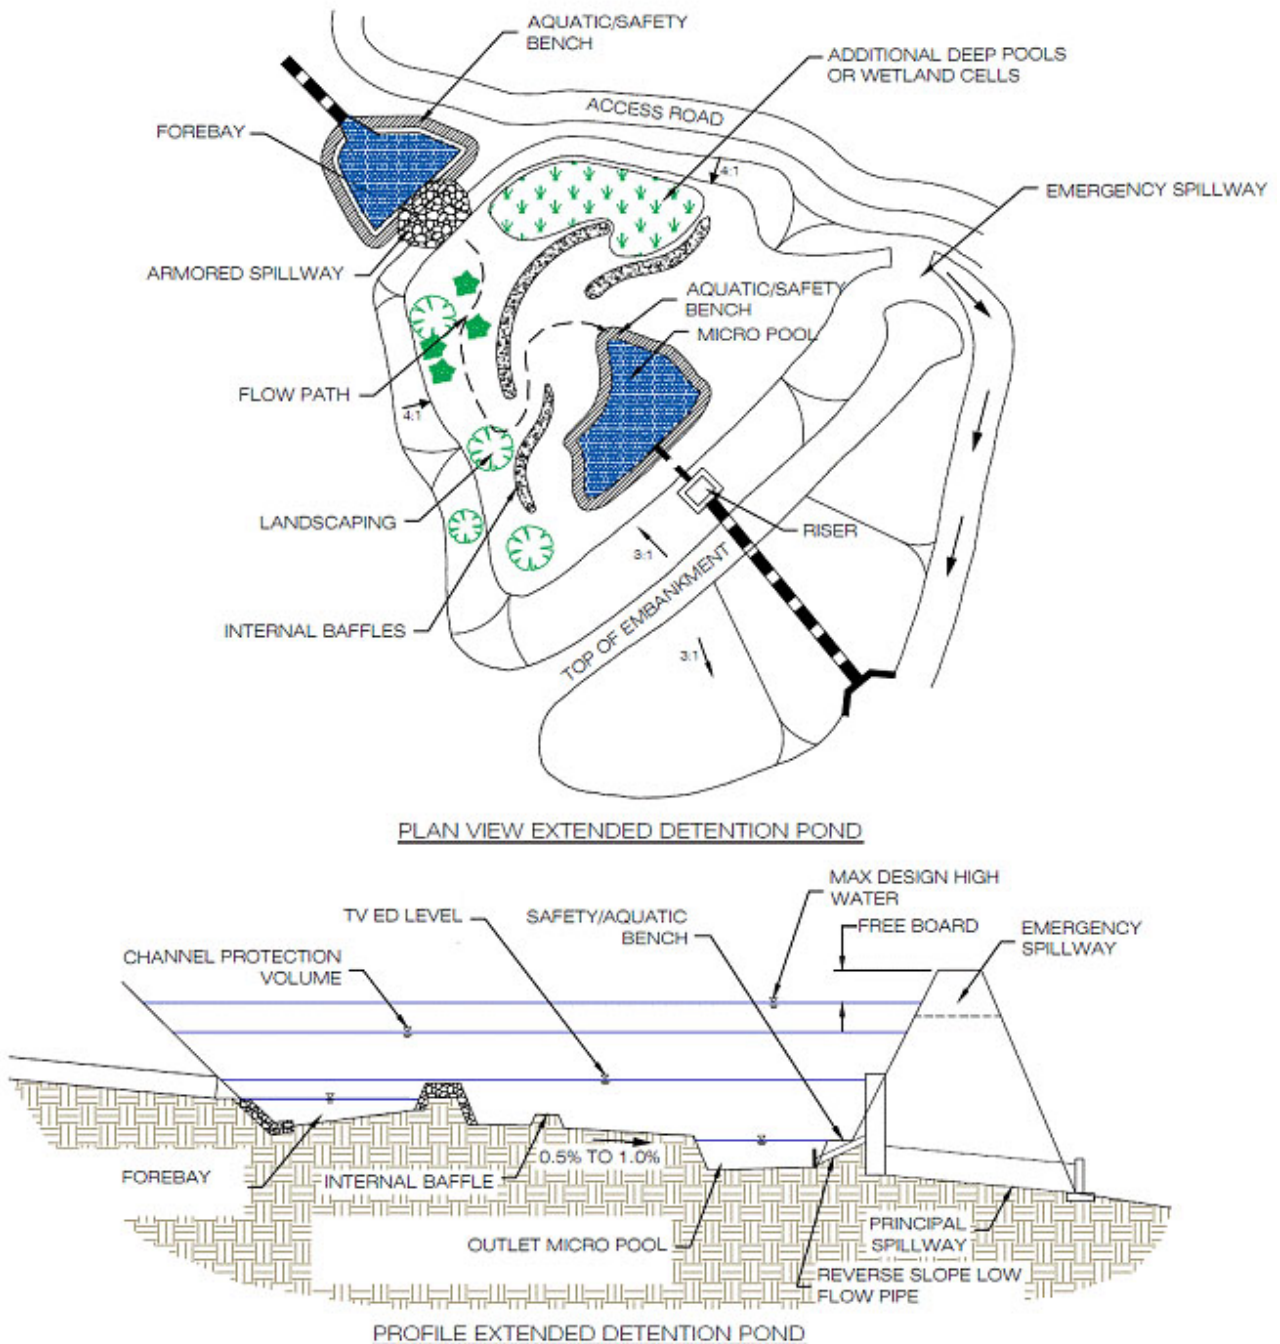 AQUATIC/SAFETY
BENCH
ADDITIONAL DEEP POOLS
OR WETLAND CELLS
ACCESS ROAD
FOREBAY
4:1
EMERGENCY SPILLWAY
ARMORED SPILLWAY
AQUATIC/SAFETY
BENCH
MICRO POOL
FLOW PATH
4:1
LANDSCAPING
RISER
3:1
TOP OF EMBANKMENT
INTERNAL BAFFLES
3:1
PLAN VIEW EXTENDED DETENTION POND
MAX DESIGN HIGH
WATER
TV ED LEVEL
SAFETY/AQUATIC
BENCH
FREE BOARD
EMERGENCY
SPILLWAY
CHANNEL PROTECTION
VOLUME
0.5% TO 1.0%
FOREBAY
INTERNAL BAFFLE
OUTLET MICRO POOL
PRINCIPAL
SPILLWAY
REVERSE SLOPE LOW
FLOW PIPE
PROFILE EXTENDED DETENTION POND